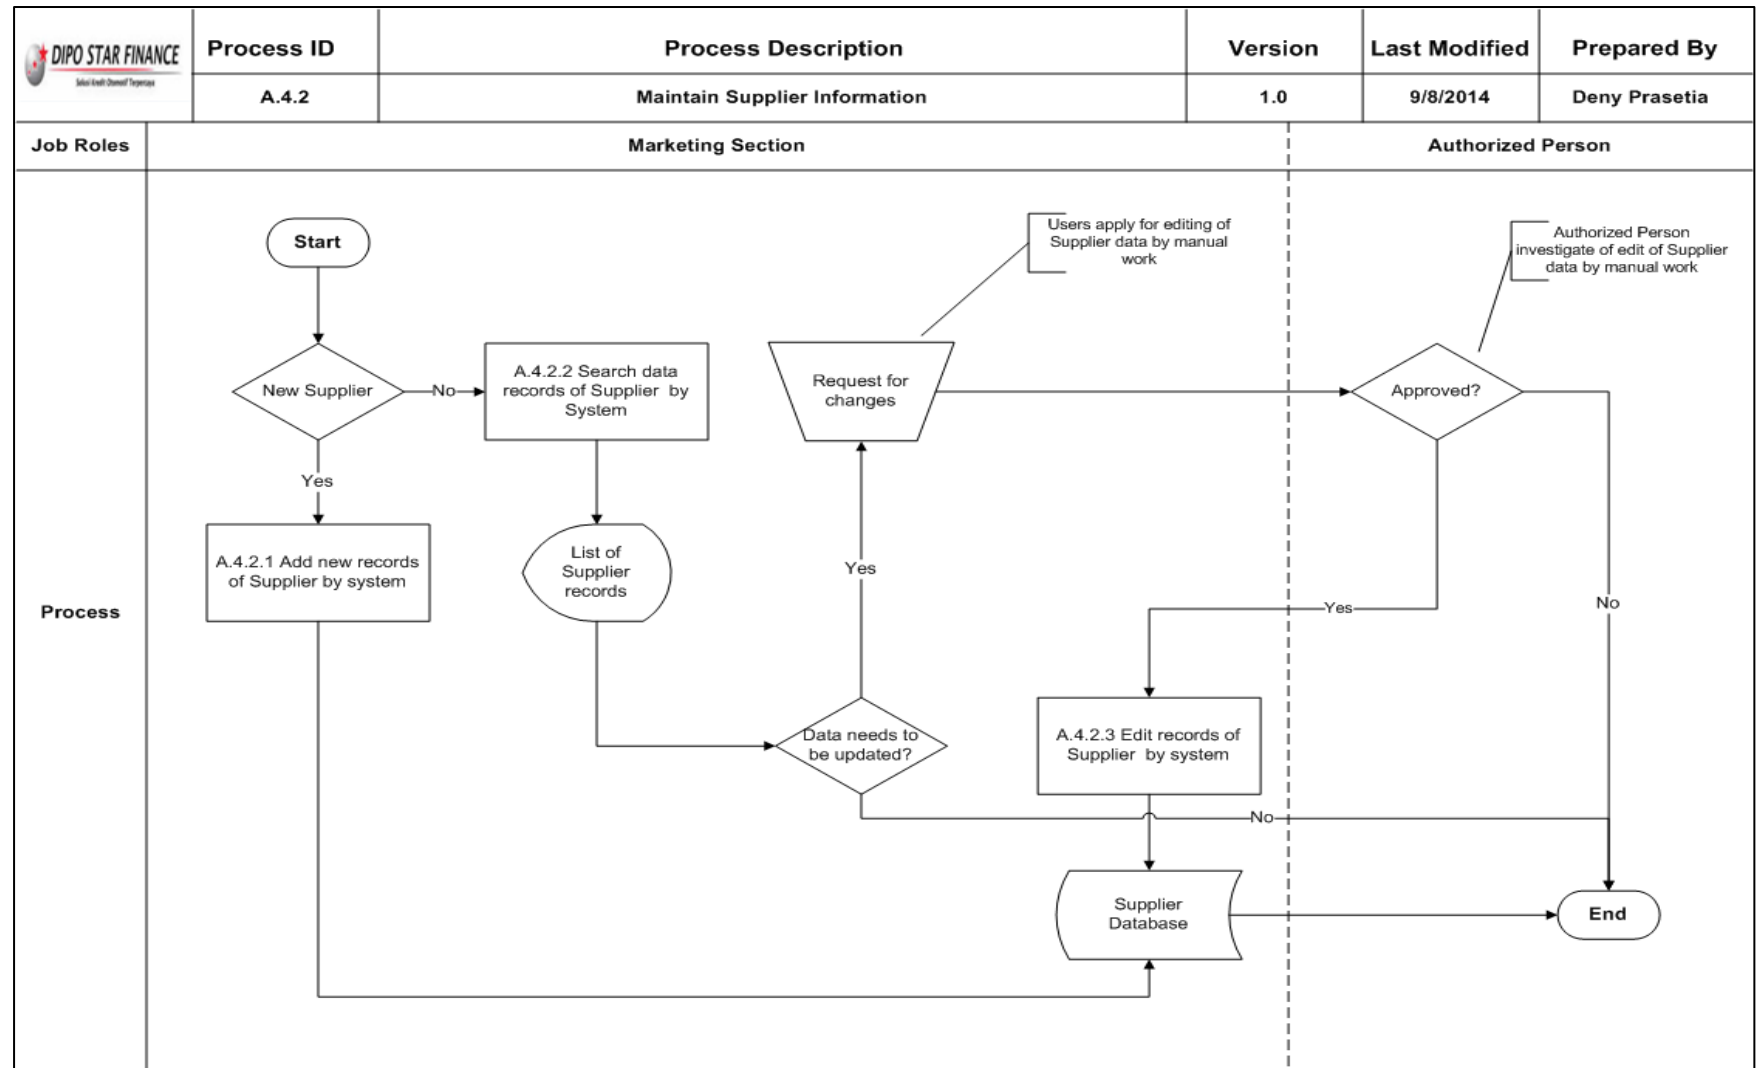 DIPO STAR FINANCE
Solusi Kredit Otomotif Terpercaya
Process ID
Process Description
Version
Last Modified
Prepared By
A.4.2
Maintain Supplier Information
1.0
9/8/2014
Deny Prasetia
Job Roles
Marketing Section
Authorized Person
Process
Start
New Supplier
No
Yes
A.4.2.1 Add new records
of Supplier by system
A.4.2.2 Search data
records of Supplier by
System
List of
Supplier
records
Data needs to
be updated?
Yes
No
Request for
changes
Users apply for editing of
Supplier data by manual
work
Authorized Person
investigate of edit of Supplier
data by manual work
Approved?
Yes
No
A.4.2.3 Edit records of
Supplier by system
Supplier
Database
End